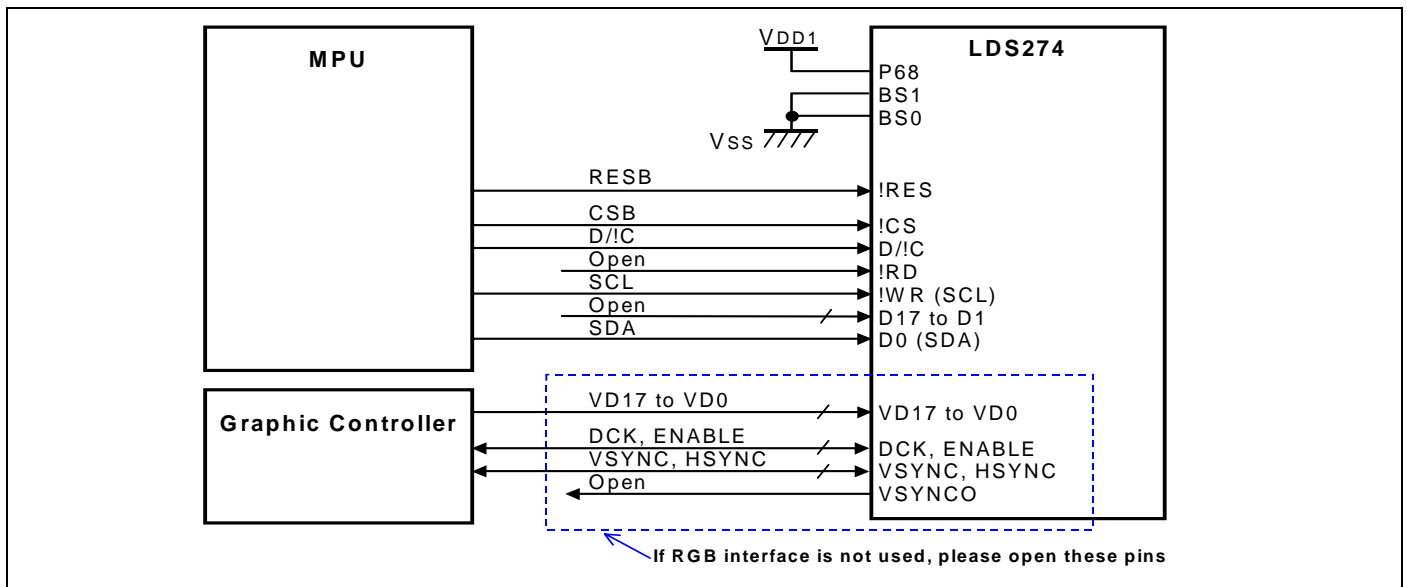 MPU
VDD1
LDS274
P68
BS1
BS0
VSS
RESB
!RES
CSB
!CS
D/!C
D/!C
Open
!RD
SCL
!WR (SCL)
Open
D17 to D1
SDA
D0 (SDA)
Graphic Controller
VD17 to VD0
VD17 to VD0
DCK, ENABLE
DCK, ENABLE
VSYNC, HSYNC
VSYNC, HSYNC
Open
VSYNCO
If RGB interface is not used, please open these pins